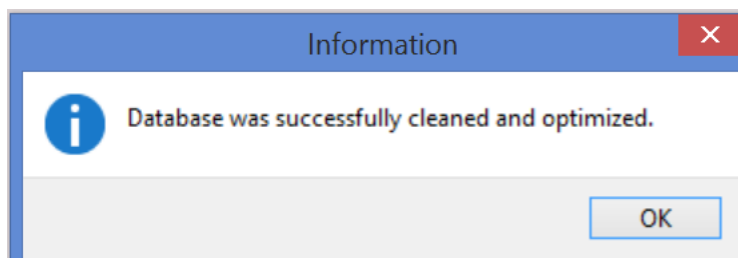 Information
Database was successfully cleaned and optimized.
OK